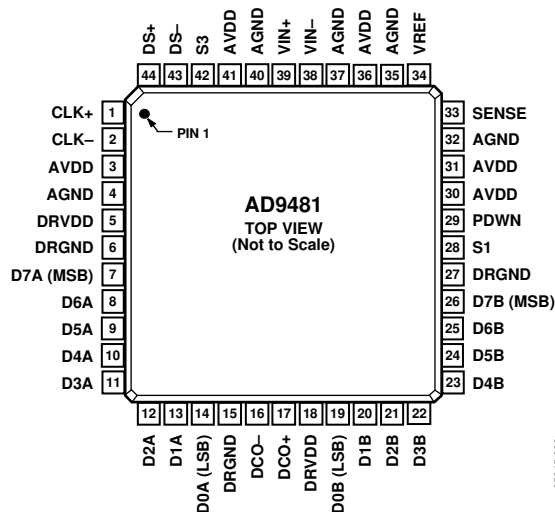 DS+
DS–
S3
AVDD
AGND
VIN+
VIN–
AGND
AVDD
AGND
VREF
44 43 42 41 40 39 38 37 36 35 34
CLK+ 1
CLK– 2
AVDD 3
AGND 4
DRVDD 5
DRGND 6
D7A (MSB) 7
D6A 8
D5A 9
D4A 10
D3A 11
PIN 1
AD9481
TOP VIEW
(Not to Scale)
33 SENSE
32 AGND
31 AVDD
30 AVDD
29 PDWN
28 S1
27 DRGND
26 D7B (MSB)
25 D6B
24 D5B
23 D4B
12 13 14 15 16 17 18 19 20 21 22
D2A
D1A
D0A (LSB)
DRGND
DCO–
DCO+
DRVDD
D0B (LSB)
D1B
D2B
D3B